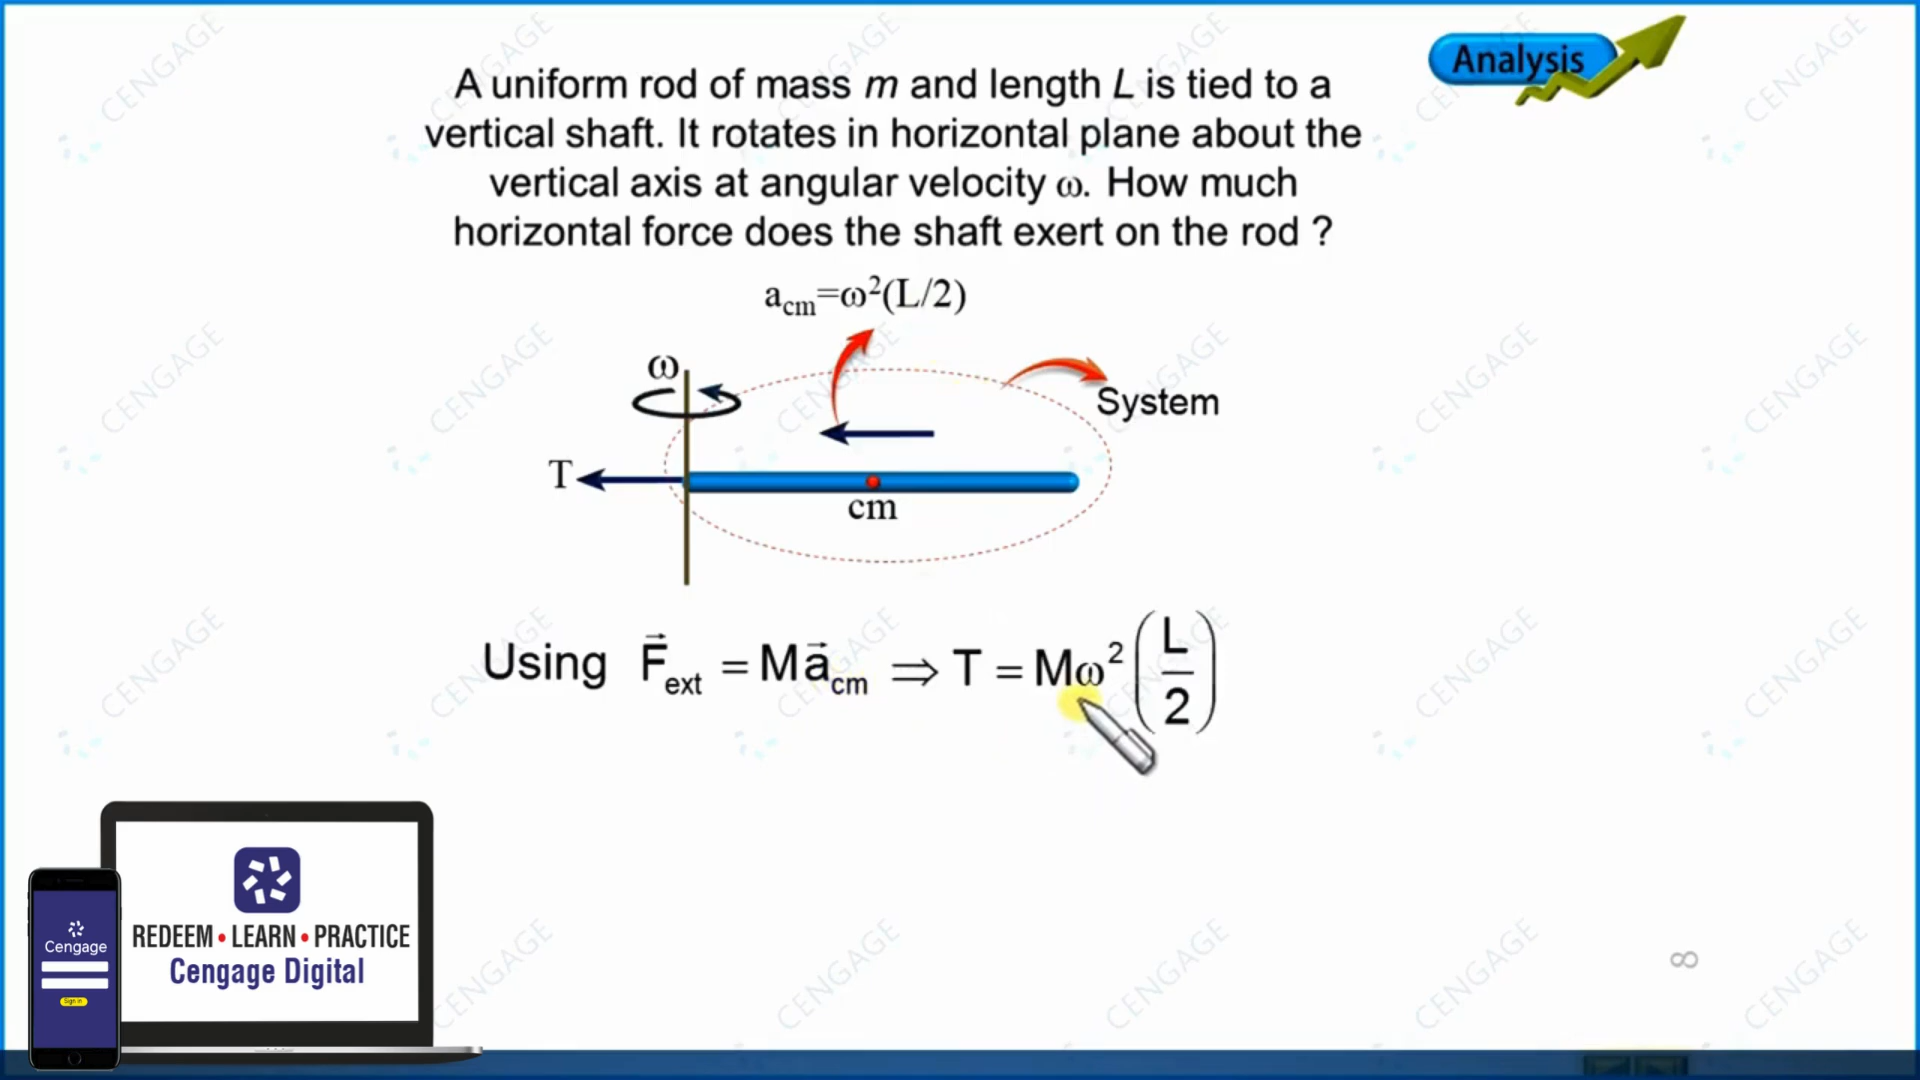 Analysis
A uniform rod of mass m and length L is tied to a
vertical shaft. It rotates in horizontal plane about the
vertical axis at angular velocity ω. How much
horizontal force does the shaft exert on the rod ?
a_cm=ω²(L/2)
ω
System
T
cm
Using F⃗_ext = Ma⃗_cm ⇒ T = Mω² (L/2)
REDEEM • LEARN • PRACTICE
Cengage Digital
Cengage
Sign in
8
CENGAGE